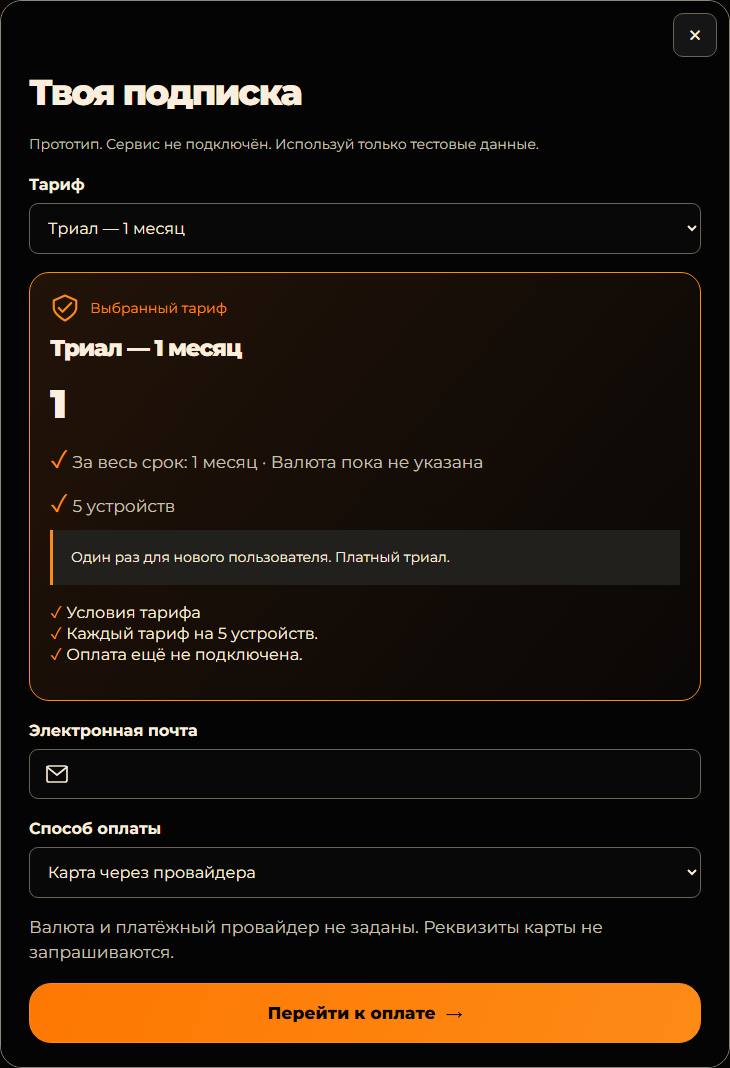 ×
Твоя подписка
Прототип. Сервис не подключён. Используй только тестовые данные.
Тариф
Триал — 1 месяц
Выбранный тариф
Триал — 1 месяц
1
✓ За весь срок: 1 месяц · Валюта пока не указана
✓ 5 устройств
Один раз для нового пользователя. Платный триал.
✓ Условия тарифа
✓ Каждый тариф на 5 устройств.
✓ Оплата ещё не подключена.
Электронная почта
Способ оплаты
Карта через провайдера
Валюта и платёжный провайдер не заданы. Реквизиты карты не
запрашиваются.
Перейти к оплате →